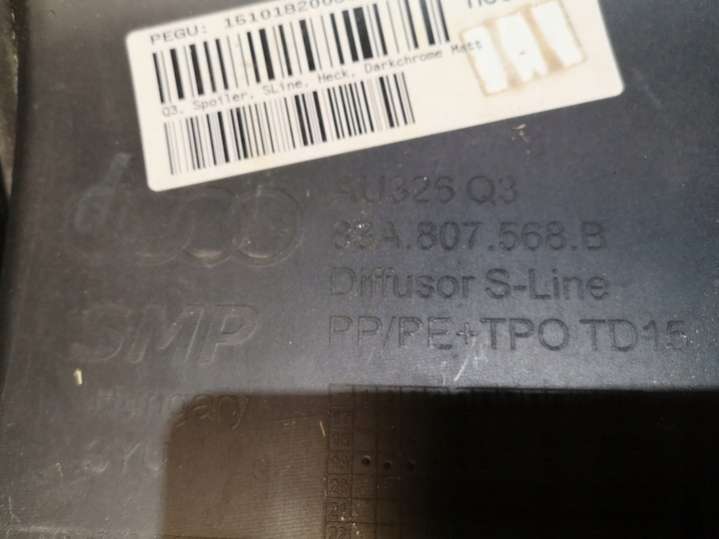 PEGU:
Q3, Spoiler, SLine, Heck, Darkchrome Matt
AU326 Q3
83A.807.568.B
Diffusor S-Line
SMP
PP/PE+TPO TD15
Hungary